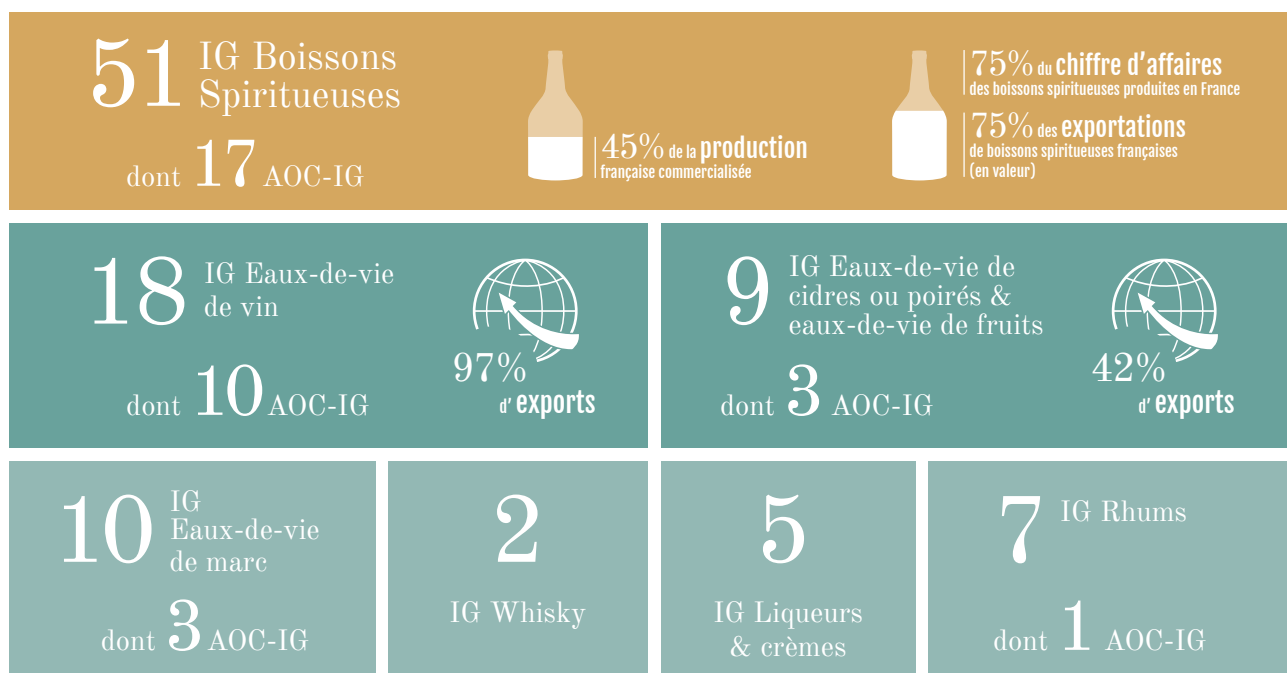 51 IG Boissons
Spiritueuses
dont 17 AOC-IG
45% de la production
française commercialisée
75% du chiffre d'affaires
des boissons spiritueuses produites en France
75% des exportations
de boissons spiritueuses françaises
(en valeur)
18 IG Eaux-de-vie
de vin
dont 10 AOC-IG
97%
d' exports
9 IG Eaux-de-vie de
cidres ou poirés &
eaux-de-vie de fruits
dont 3 AOC-IG
42%
d' exports
10 IG
Eaux-de-vie
de marc
dont 3 AOC-IG
2
IG Whisky
5
IG Liqueurs
& crèmes
7 IG Rhums
dont 1 AOC-IG